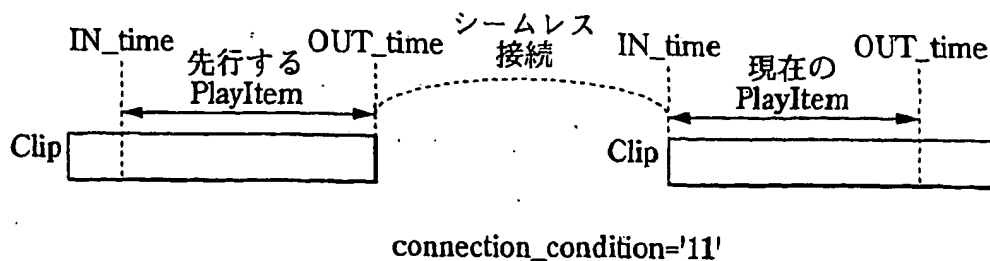 シームレス
接続
IN_time
OUT_time
IN_time
OUT_time
先行する
PlayItem
現在の
PlayItem
Clip
Clip
connection_condition='11'